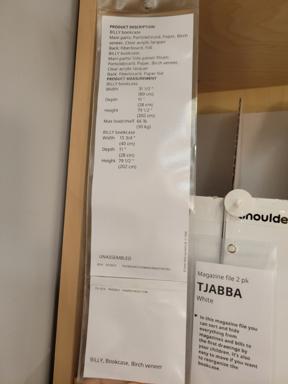 PRODUCT DESCRIPTION
BILLY bookcase
Main parts: Particleboard, Paper, Birch
veneer, Clear acrylic lacquer
Back: Fiberboard, Foil
BILLY bookcase
Main parts/ Side panel/ Plinth:
Particleboard, Paper, Birch veneer,
Clear acrylic lacquer
Back: Fiberboard, Paper foil
PRODUCT MEASUREMENT
BILLY bookcase
Width 31 1/2 "
(80 cm)
Depth 11 "
(28 cm)
Height 79 1/2 "
(202 cm)
Max load/shelf 66 lb
(30 kg)
BILLY bookcase
Width 15 3/4 "
(40 cm)
Depth 11 "
(28 cm)
Height 79 1/2 "
(202 cm)
UNASSEMBLED
BILLY, Bookcase, Birch veneer
Magazine file 2 pk
TJABBA
White
In this magazine file you
can sort and hide
everything from
magazines and bills to
the first drawings by
your children. It's also
easy to move if you want
to reorganize the
bookcase.